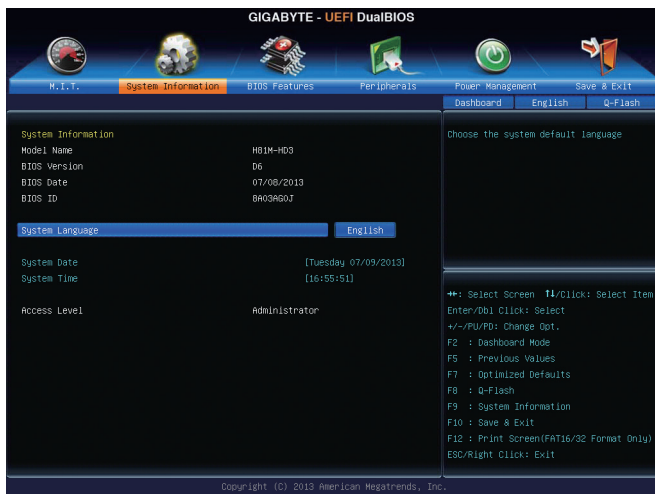 GIGABYTE - UEFI DualBIOS
M.I.T. System Information BIOS Features Peripherals Power Management Save & Exit
Dashboard English Q-Flash
System Information
Model Name H81M-HD3
BIOS Version D6
BIOS Date 07/08/2013
BIOS ID 8A03AG0J
System Language English
System Date [Tuesday 07/09/2013]
System Time [16:55:51]
Access Level Administrator
Choose the system default language
→←: Select Screen ↑↓/Click: Select Item
Enter/Dbl Click: Select
+/-/PU/PD: Change Opt.
F2 : Dashboard Mode
F5 : Previous Values
F7 : Optimized Defaults
F8 : Q-Flash
F9 : System Information
F10 : Save & Exit
F12 : Print Screen(FAT16/32 Format Only)
ESC/Right Click: Exit
Copyright (C) 2013 American Megatrends, Inc.